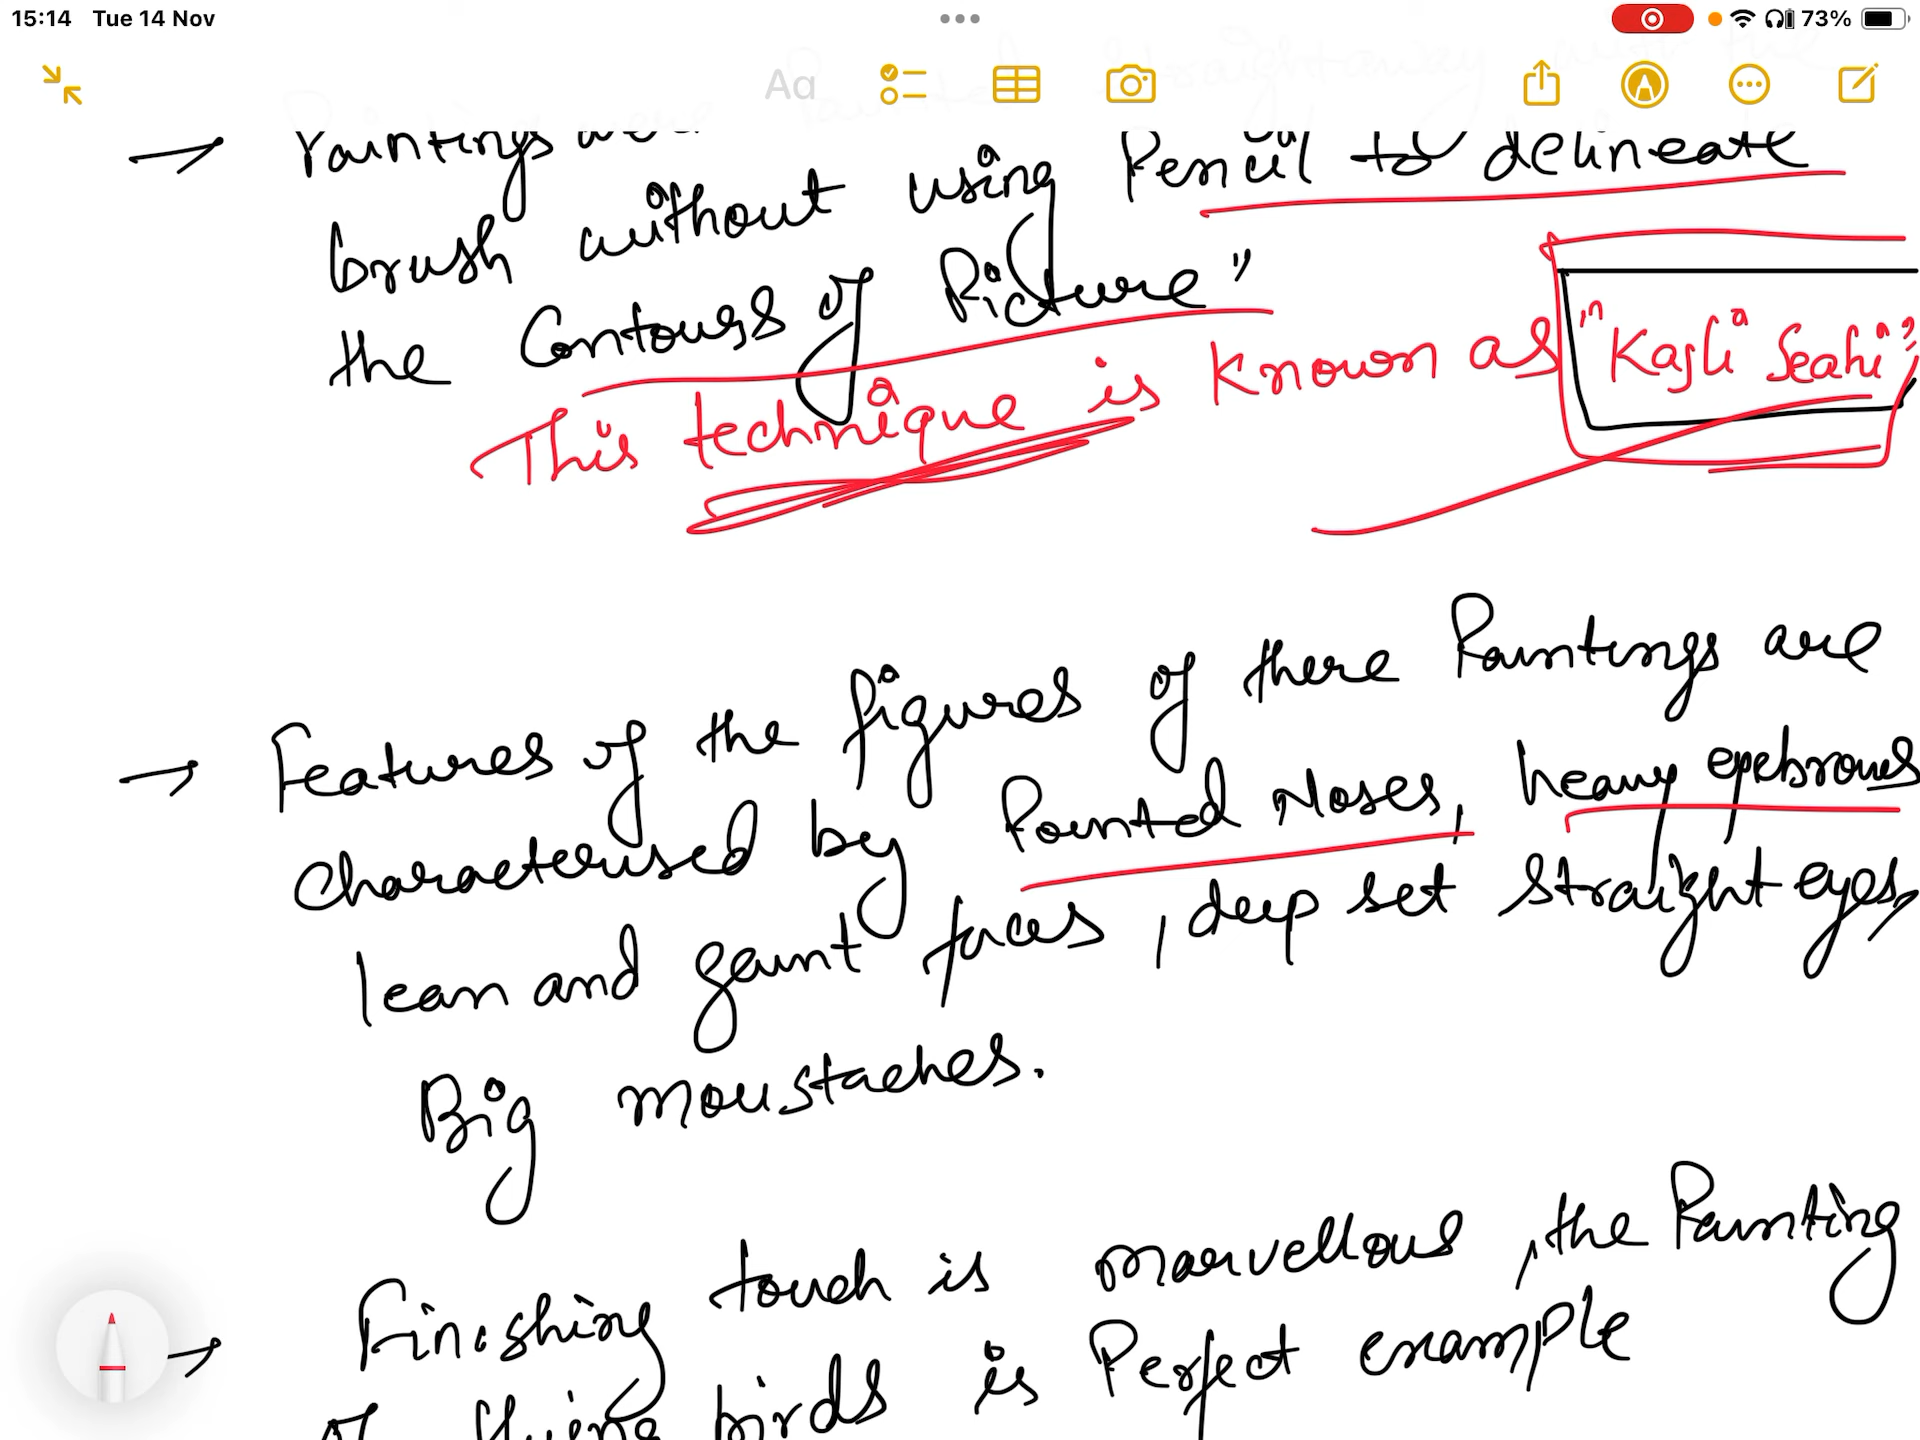 15:14 Tue 14 Nov
73%
Aa
→ Paintings
brush without using Pencil to delineate
the Contours of Picture"
This technique is known as "Kajli Seahi"
→ Features of the figures of there Paintings are
characterised by Pointed Noses, heavy eyebrows
lean and gaunt faces, deep set straight eyes,
Big moustaches.
→ Finishing touch is marvellous, the Painting
of flying birds is Perfect example